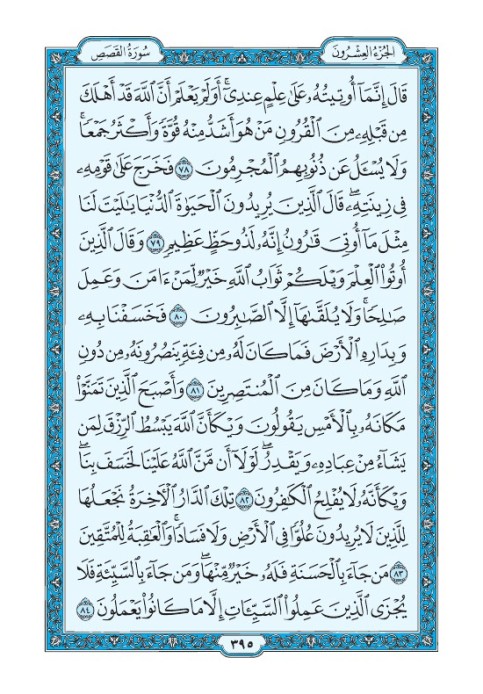 الجُزْءُ العِشْرُونَ
سُورَةُ القَصَصِ
قَالَ إِنَّمَآ أُوتِيتُهُۥ عَلَىٰ عِلْمٍ عِندِىٓ ۚ أَوَلَمْ يَعْلَمْ أَنَّ ٱللَّهَ قَدْ أَهْلَكَ
مِن قَبْلِهِۦ مِنَ ٱلْقُرُونِ مَنْ هُوَ أَشَدُّ مِنْهُ قُوَّةً وَأَكْثَرُ جَمْعًا ۚ
وَلَا يُسْـَٔلُ عَن ذُنُوبِهِمُ ٱلْمُجْرِمُونَ ٧٨ فَخَرَجَ عَلَىٰ قَوْمِهِۦ
فِى زِينَتِهِۦ ۖ قَالَ ٱلَّذِينَ يُرِيدُونَ ٱلْحَيَوٰةَ ٱلدُّنْيَا يَٰلَيْتَ لَنَا
مِثْلَ مَآ أُوتِىَ قَٰرُونُ إِنَّهُۥ لَذُو حَظٍّ عَظِيمٍ ٧٩ وَقَالَ ٱلَّذِينَ
أُوتُوا۟ ٱلْعِلْمَ وَيْلَكُمْ ثَوَابُ ٱللَّهِ خَيْرٌ لِّمَنْ ءَامَنَ وَعَمِلَ
صَٰلِحًا ۚ وَلَا يُلَقَّىٰهَآ إِلَّا ٱلصَّٰبِرُونَ ٨٠ فَخَسَفْنَا بِهِۦ
وَبِدَارِهِ ٱلْأَرْضَ فَمَا كَانَ لَهُۥ مِن فِئَةٍ يَنصُرُونَهُۥ مِن دُونِ
ٱللَّهِ وَمَا كَانَ مِنَ ٱلْمُنتَصِرِينَ ٨١ وَأَصْبَحَ ٱلَّذِينَ تَمَنَّوْا۟
مَكَانَهُۥ بِٱلْأَمْسِ يَقُولُونَ وَيْكَأَنَّ ٱللَّهَ يَبْسُطُ ٱلرِّزْقَ لِمَن
يَشَآءُ مِنْ عِبَادِهِۦ وَيَقْدِرُ ۖ لَوْلَآ أَن مَّنَّ ٱللَّهُ عَلَيْنَا لَخَسَفَ بِنَا ۖ
وَيْكَأَنَّهُۥ لَا يُفْلِحُ ٱلْكَٰفِرُونَ ٨٢ تِلْكَ ٱلدَّارُ ٱلْأَخِرَةُ نَجْعَلُهَا
لِلَّذِينَ لَا يُرِيدُونَ عُلُوًّا فِى ٱلْأَرْضِ وَلَا فَسَادًا ۚ وَٱلْعَٰقِبَةُ لِلْمُتَّقِينَ
٨٣ مَن جَآءَ بِٱلْحَسَنَةِ فَلَهُۥ خَيْرٌ مِّنْهَا ۖ وَمَن جَآءَ بِٱلسَّيِّئَةِ فَلَا
يُجْزَى ٱلَّذِينَ عَمِلُوا۟ ٱلسَّيِّـَٔاتِ إِلَّا مَا كَانُوا۟ يَعْمَلُونَ ٨٤
٣٩٥